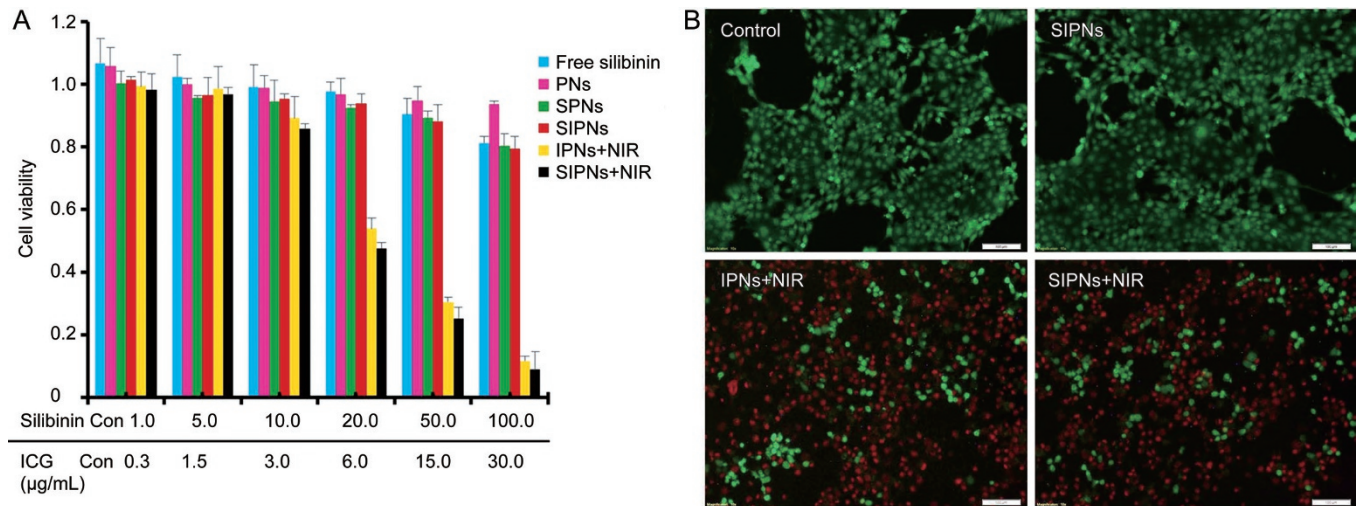 A
1.2
1.0
0.8
0.6
0.4
0.2
0
Cell viability
Free silibinin
PNs
SPNs
SIPNs
IPNs+NIR
SIPNs+NIR
Silibinin Con 1.0 5.0 10.0 20.0 50.0 100.0
ICG Con 0.3 1.5 3.0 6.0 15.0 30.0
(µg/mL)
B
Control
SIPNs
IPNs+NIR
SIPNs+NIR